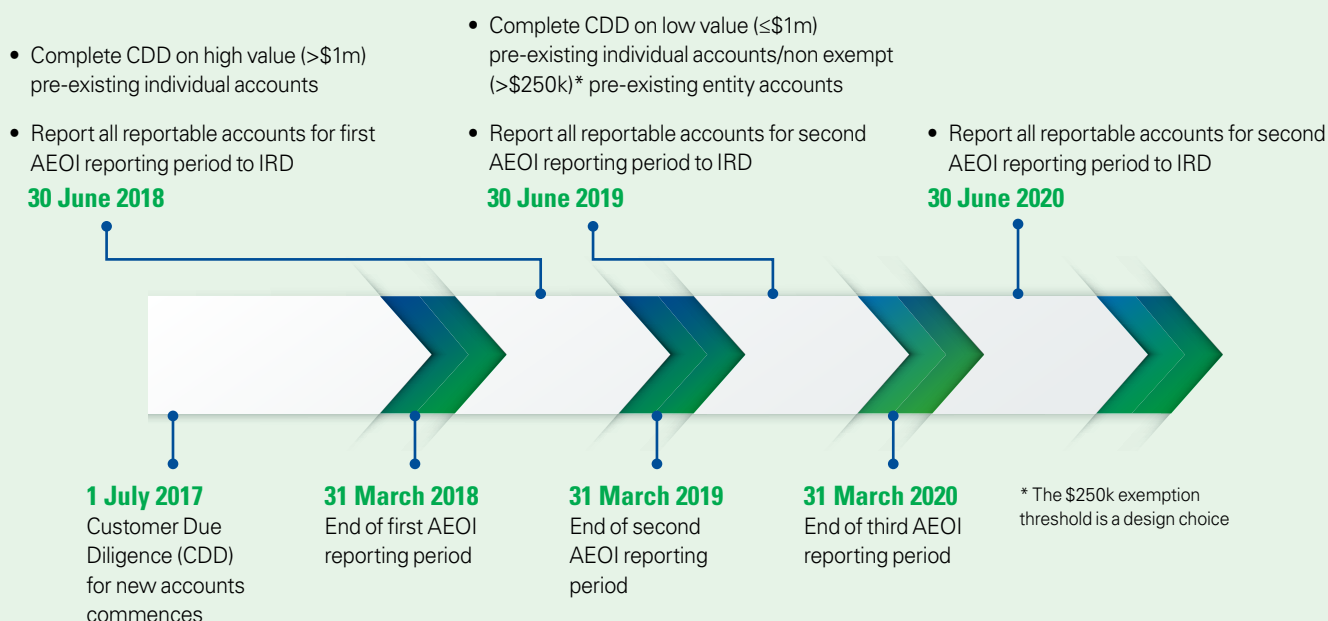 • Complete CDD on high value (>$1m)
pre-existing individual accounts
• Report all reportable accounts for first
AEOI reporting period to IRD
30 June 2018
• Complete CDD on low value (≤$1m)
pre-existing individual accounts/non exempt
(>$250k)* pre-existing entity accounts
• Report all reportable accounts for second
AEOI reporting period to IRD
30 June 2019
• Report all reportable accounts for second
AEOI reporting period to IRD
30 June 2020
1 July 2017
Customer Due
Diligence (CDD)
for new accounts
commences
31 March 2018
End of first AEOI
reporting period
31 March 2019
End of second
AEOI reporting
period
31 March 2020
End of third AEOI
reporting period
* The $250k exemption
threshold is a design choice